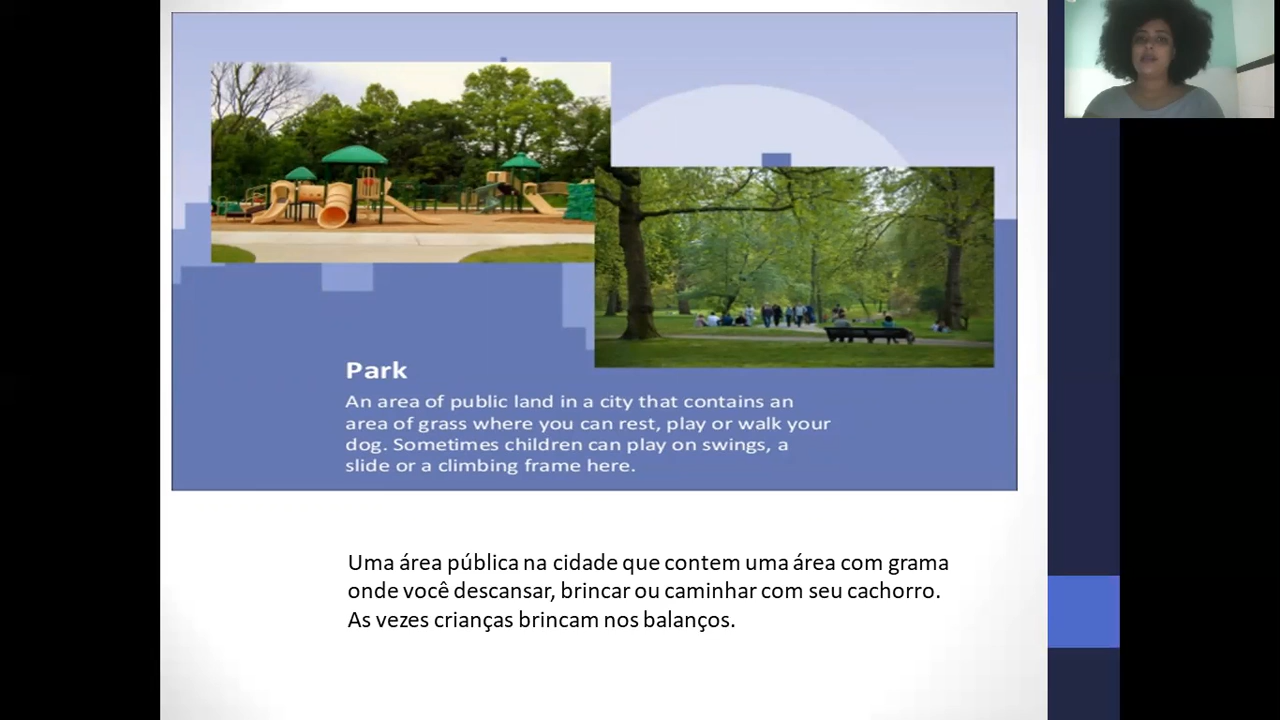 Park
An area of public land in a city that contains an
area of grass where you can rest, play or walk your
dog. Sometimes children can play on swings, a
slide or a climbing frame here.
Uma área pública na cidade que contem uma área com grama
onde você descansar, brincar ou caminhar com seu cachorro.
As vezes crianças brincam nos balanços.